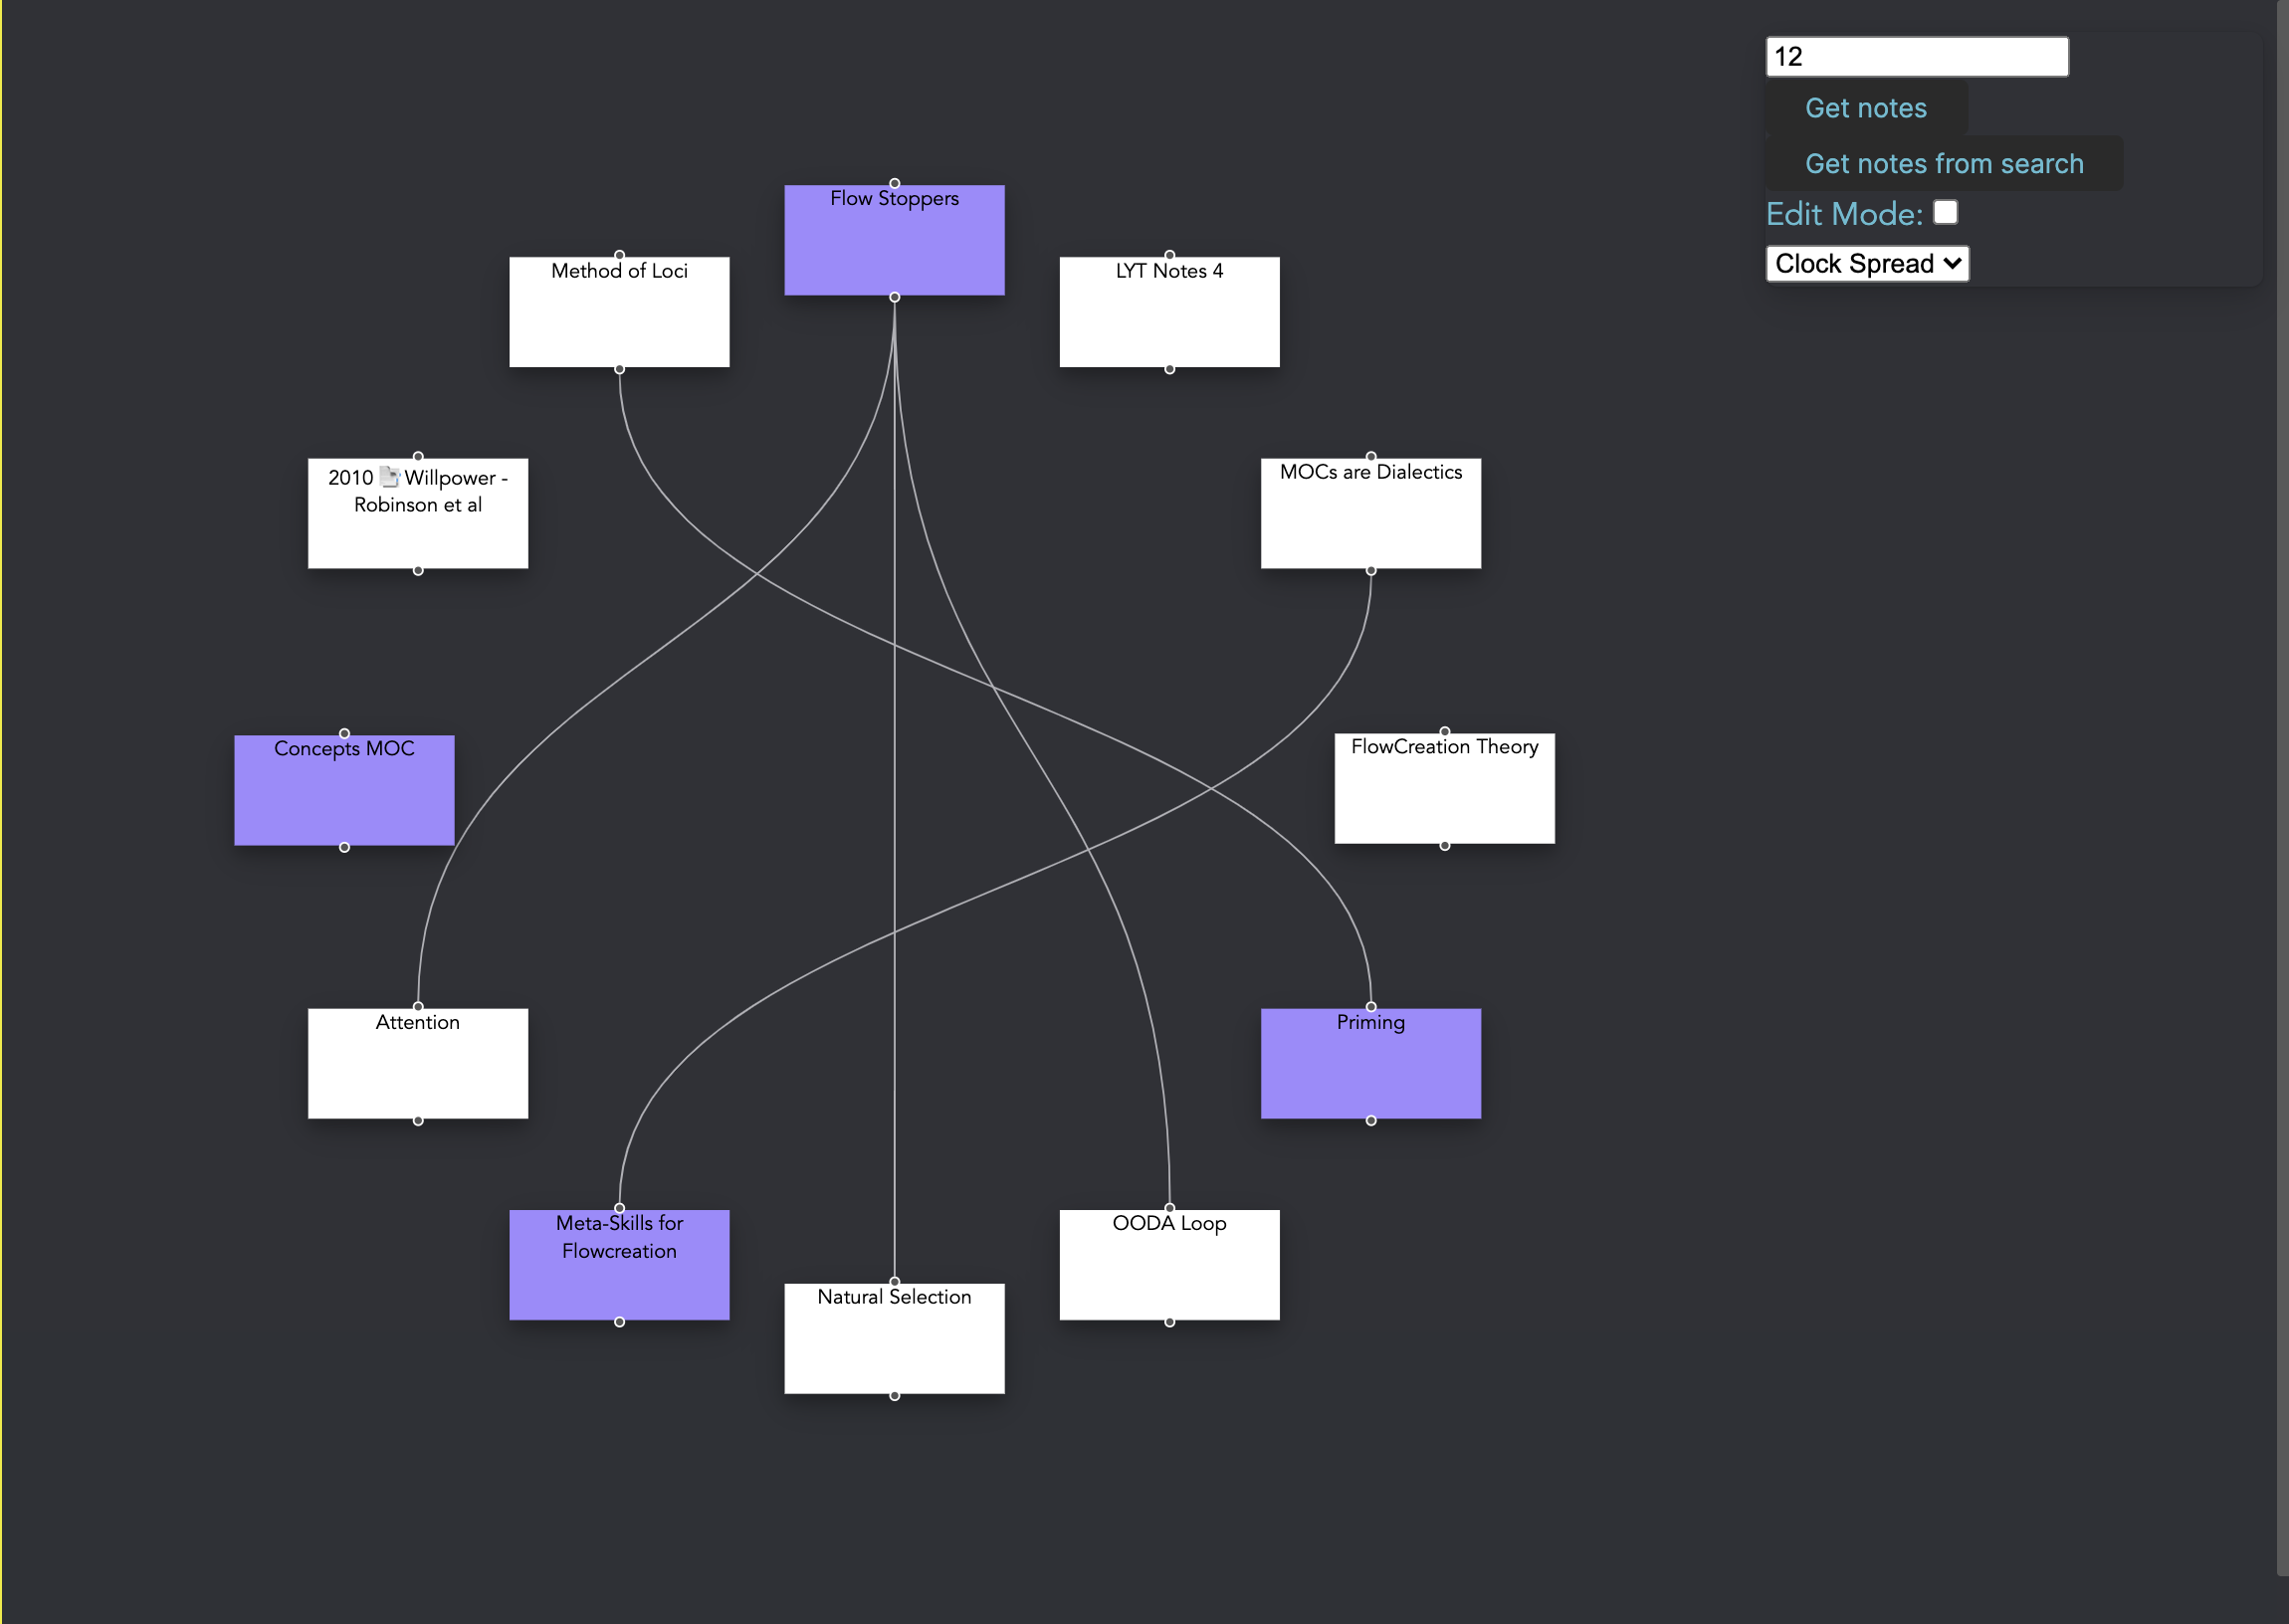 12
Get notes
Get notes from search
Edit Mode:
Clock Spread
Flow Stoppers
Method of Loci
LYT Notes 4
2010 Willpower -
Robinson et al
MOCs are Dialectics
Concepts MOC
FlowCreation Theory
Attention
Priming
Meta-Skills for
Flowcreation
OODA Loop
Natural Selection